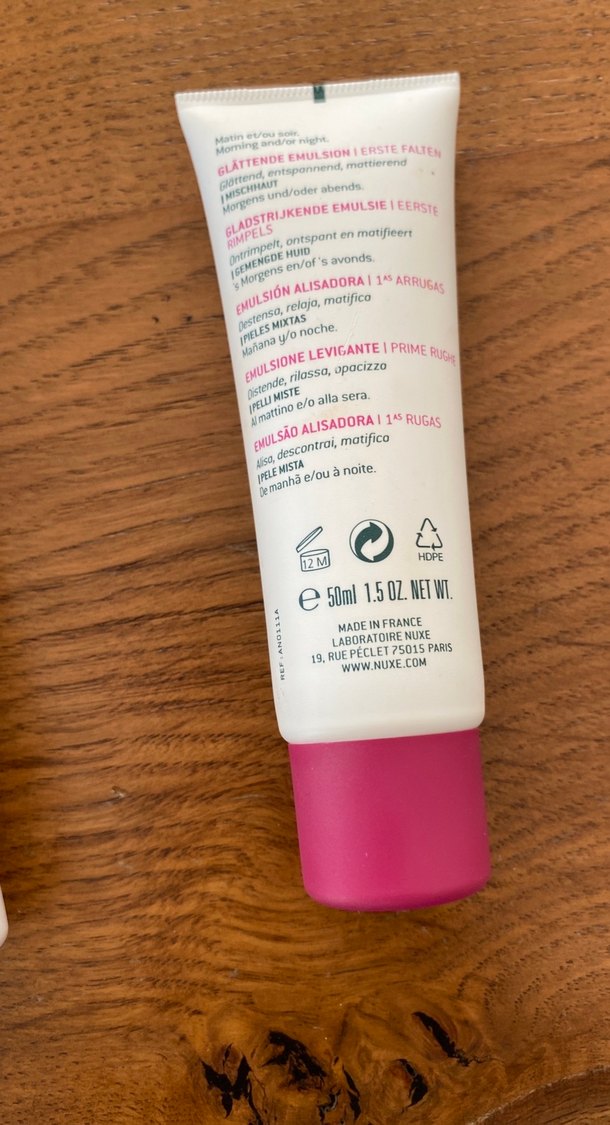 Matin et/ou soir.
Morning and/or night.
GLÄTTENDE EMULSION | ERSTE FALTEN
Glättend, entspannend, mattierend
| MISCHHAUT
Morgens und/oder abends.
GLADSTRIJKENDE EMULSIE | EERSTE
RIMPELS
Ontrimpelt, ontspant en matifieert
| GEMENGDE HUID
's Morgens en/of 's avonds.
EMULSIÓN ALISADORA | 1ᴬˢ ARRUGAS
Destensa, relaja, matifica
| PIELES MIXTAS
Mañana y/o noche.
EMULSIONE LEVIGANTE | PRIME RUGHE
Distende, rilassa, opacizza
| PELLI MISTE
Al mattino e/o alla sera.
EMULSÃO ALISADORA | 1ᴬˢ RUGAS
Alisa, descontrai, matifica
| PELE MISTA
De manhã e/ou à noite.
12 M
HDPE
℮ 50ml 1.5 OZ. NET WT.
MADE IN FRANCE
LABORATOIRE NUXE
19, RUE PÉCLET 75015 PARIS
WWW.NUXE.COM
REF: AN0111A